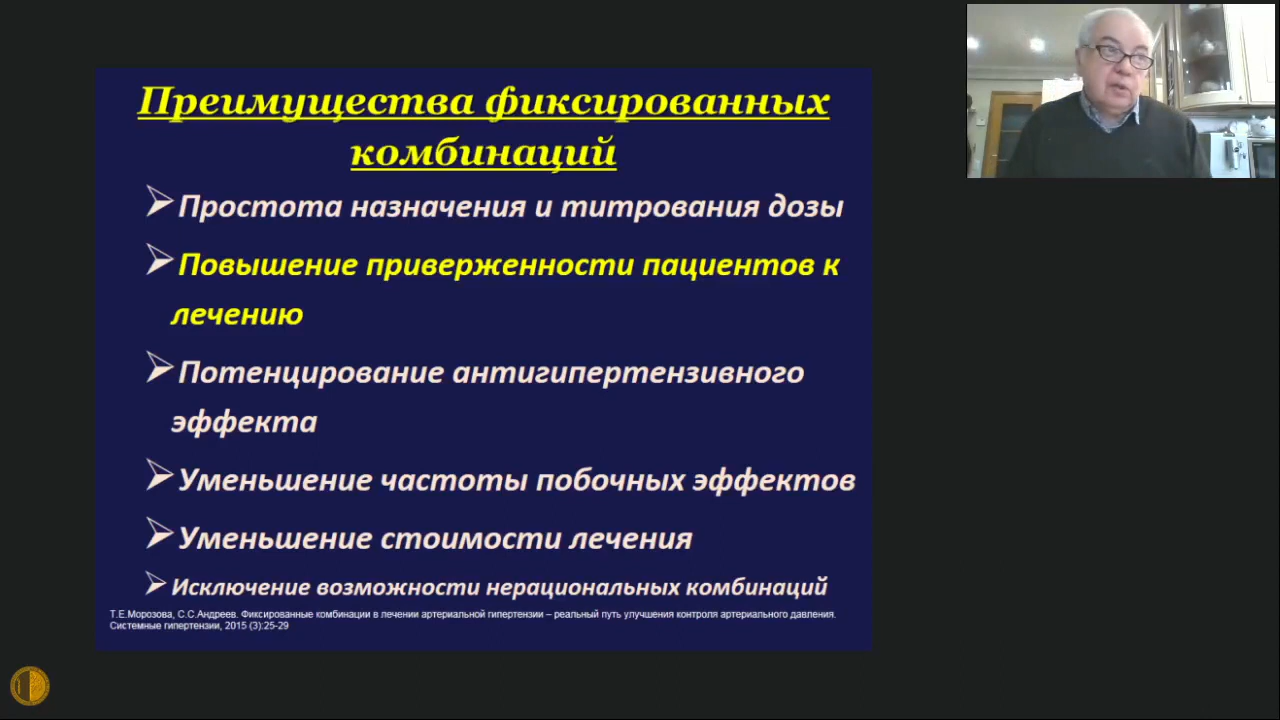 Преимущества фиксированных
комбинаций
Простота назначения и титрования дозы
Повышение приверженности пациентов к
лечению
Потенцирование антигипертензивного
эффекта
Уменьшение частоты побочных эффектов
Уменьшение стоимости лечения
Исключение возможности нерациональных комбинаций
Т.Е.Морозова, С.С.Андреев. Фиксированные комбинации в лечении артериальной гипертензии – реальный путь улучшения контроля артериального давления.
Системные гипертензии, 2015 (3):25-29